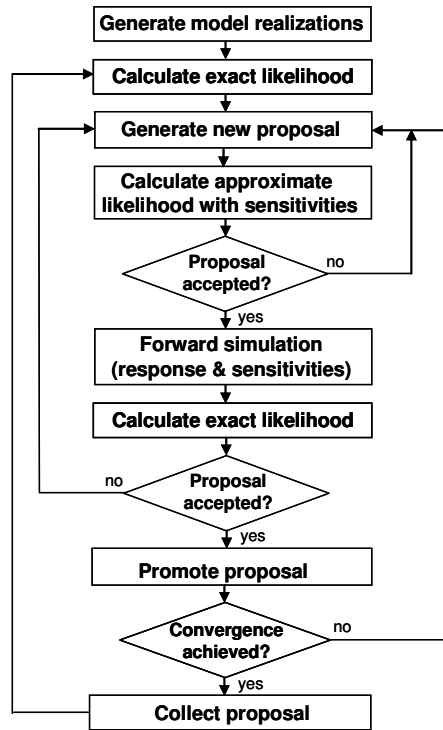 Generate model realizations
Calculate exact likelihood
Generate new proposal
Calculate approximate
likelihood with sensitivities
Proposal
accepted?
no
yes
Forward simulation
(response & sensitivities)
Calculate exact likelihood
Proposal
accepted?
no
yes
Promote proposal
Convergence
achieved?
no
yes
Collect proposal